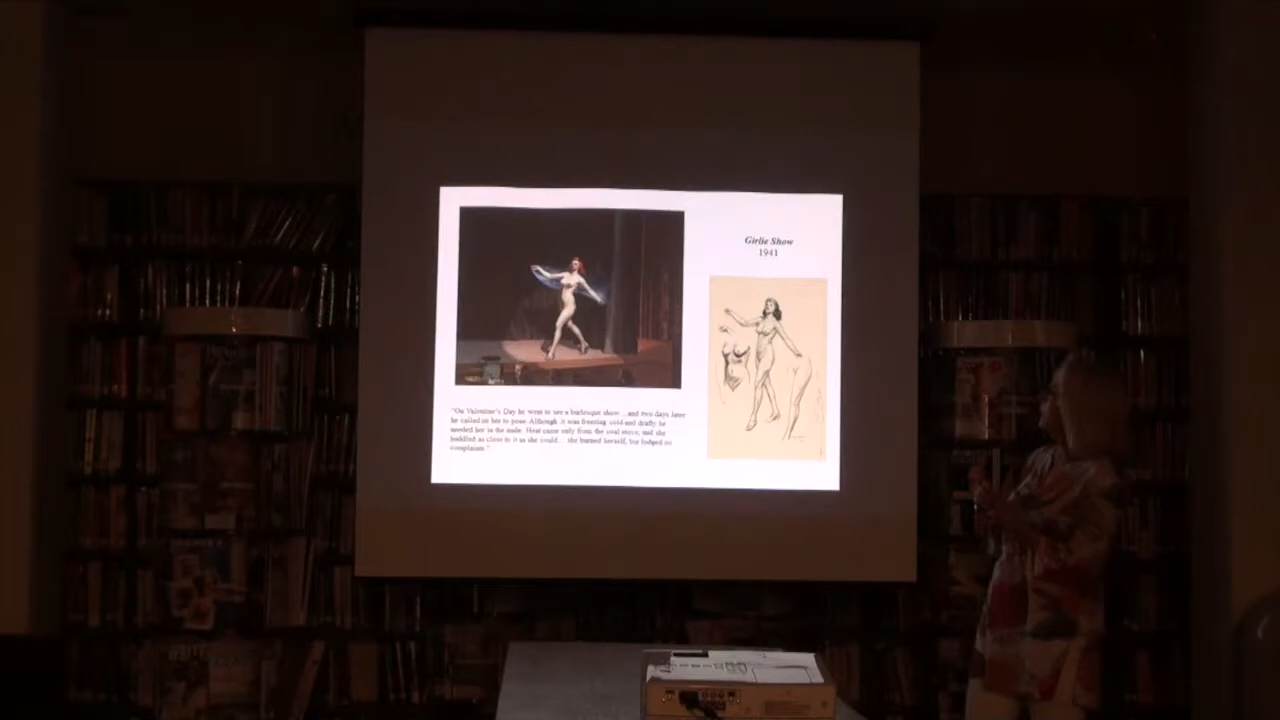 Girlie Show
1941
"On Valentine's Day he went to see a burlesque show ...and two days later
he called on her to pose. Although it was freezing cold and drafty he
needed her in the nude. Heat came only from the coal stove, and she
huddled as close to it as she could... she burned herself, but lodged no
complaints."